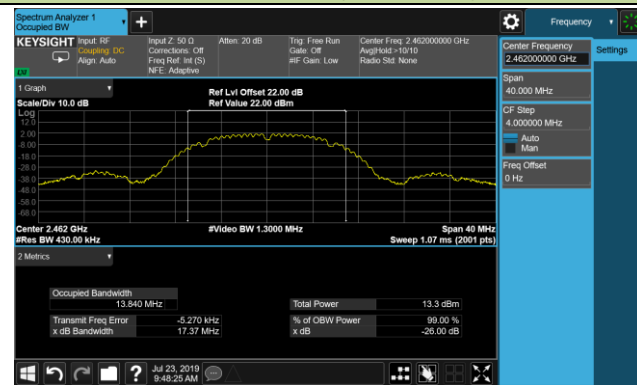 Spectrum Analyzer 1
Occupied BW
Frequency
KEYSIGHT Input: RF
Coupling: DC
Align: Auto
Input Z: 50 Ω
Corrections: Off
Freq Ref: Int (S)
NFE: Adaptive
Atten: 20 dB
Trig: Free Run
Gate: Off
#IF Gain: Low
Center Freq: 2.462000000 GHz
Avg|Hold:>10/10
Radio Std: None
Center Frequency
2.462000000 GHz
Settings
Span
40.000 MHz
CF Step
4.000000 MHz
Auto
Man
Freq Offset
0 Hz
1 Graph
Scale/Div 10.0 dB
Ref Lvl Offset 22.00 dB
Ref Value 22.00 dBm
Log
12.0
2.00
-8.00
-18.0
-28.0
-38.0
-48.0
-58.0
-68.0
Center 2.462 GHz
#Res BW 430.00 kHz
#Video BW 1.3000 MHz
Span 40 MHz
Sweep 1.07 ms (2001 pts)
2 Metrics
Occupied Bandwidth
13.840 MHz
Total Power 13.3 dBm
Transmit Freq Error -5.270 kHz
% of OBW Power 99.00 %
x dB Bandwidth 17.37 MHz
x dB -26.00 dB
Jul 23, 2019
9:48:25 AM